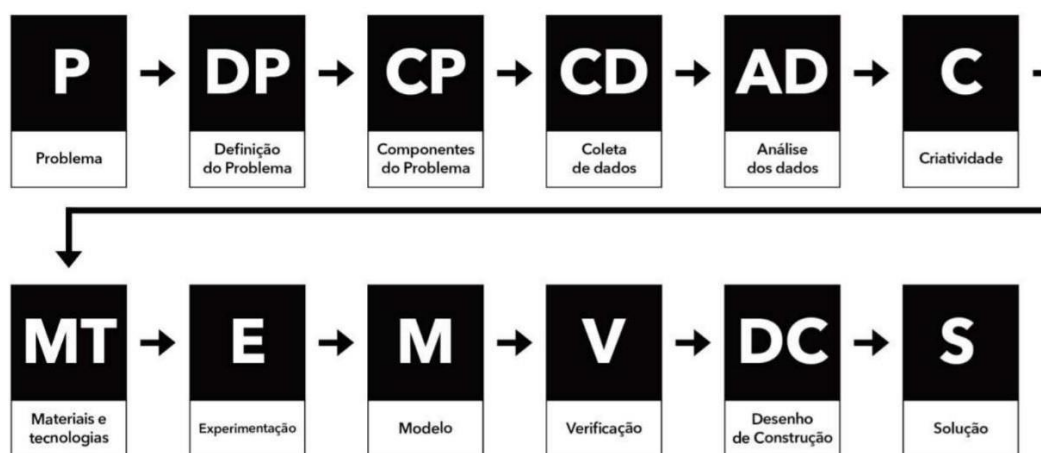 P
DP
CP
CD
AD
C
Problema
Definição
do Problema
Componentes
do Problema
Coleta
de dados
Análise
dos dados
Criatividade
MT
E
M
V
DC
S
Materiais e
tecnologias
Experimentação
Modelo
Verificação
Desenho
de Construção
Solução